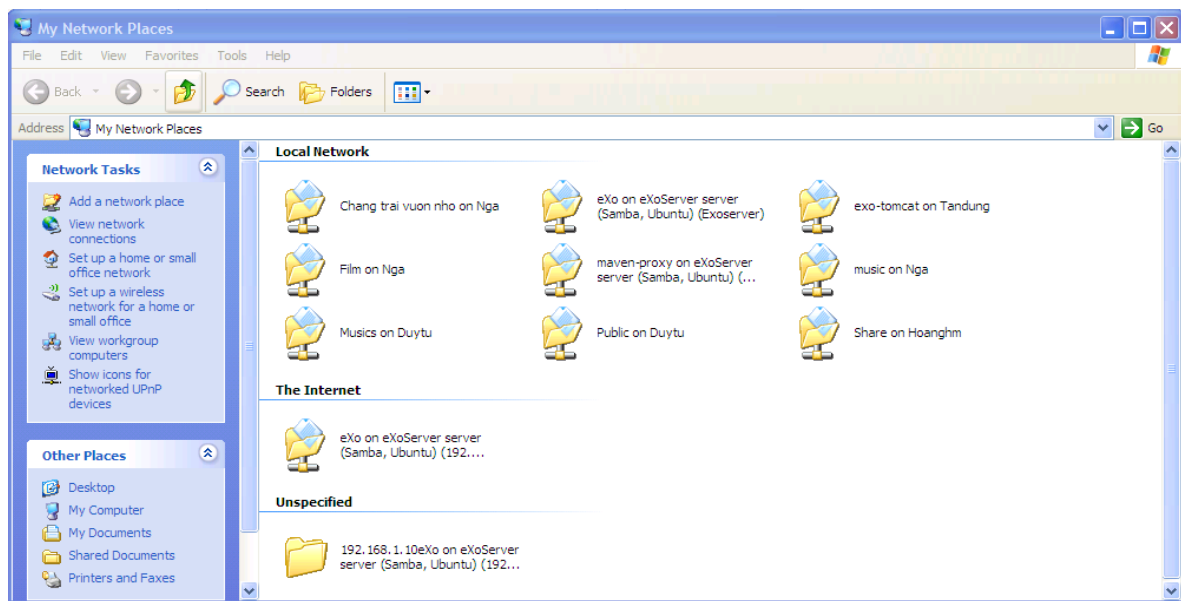 My Network Places
File Edit View Favorites Tools Help
Back Search Folders
Address My Network Places Go
Network Tasks
Add a network place
View network
connections
Set up a home or small
office network
Set up a wireless
network for a home or
small office
View workgroup
computers
Show icons for
networked UPnP
devices
Other Places
Desktop
My Computer
My Documents
Shared Documents
Printers and Faxes
Local Network
Chang trai vuon nho on Nga
eXo on eXoServer server
(Samba, Ubuntu) (Exoserver)
exo-tomcat on Tandung
Film on Nga
maven-proxy on eXoServer
server (Samba, Ubuntu) (...
music on Nga
Musics on Duytu
Public on Duytu
Share on Hoanghm
The Internet
eXo on eXoServer server
(Samba, Ubuntu) (192....
Unspecified
192.168.1.10eXo on eXoServer
server (Samba, Ubuntu) (192...